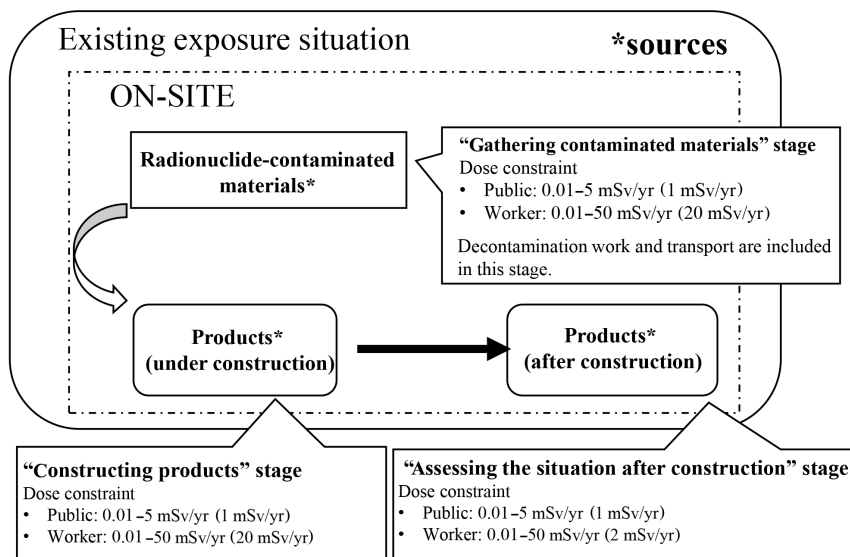 Existing exposure situation
*sources
ON-SITE
Radionuclide-contaminated
materials*
“Gathering contaminated materials” stage
Dose constraint
• Public: 0.01–5 mSv/yr (1 mSv/yr)
• Worker: 0.01–50 mSv/yr (20 mSv/yr)
Decontamination work and transport are included
in this stage.
Products*
(under construction)
Products*
(after construction)
“Constructing products” stage
Dose constraint
• Public: 0.01–5 mSv/yr (1 mSv/yr)
• Worker: 0.01–50 mSv/yr (20 mSv/yr)
“Assessing the situation after construction” stage
Dose constraint
• Public: 0.01–5 mSv/yr (1 mSv/yr)
• Worker: 0.01–50 mSv/yr (2 mSv/yr)